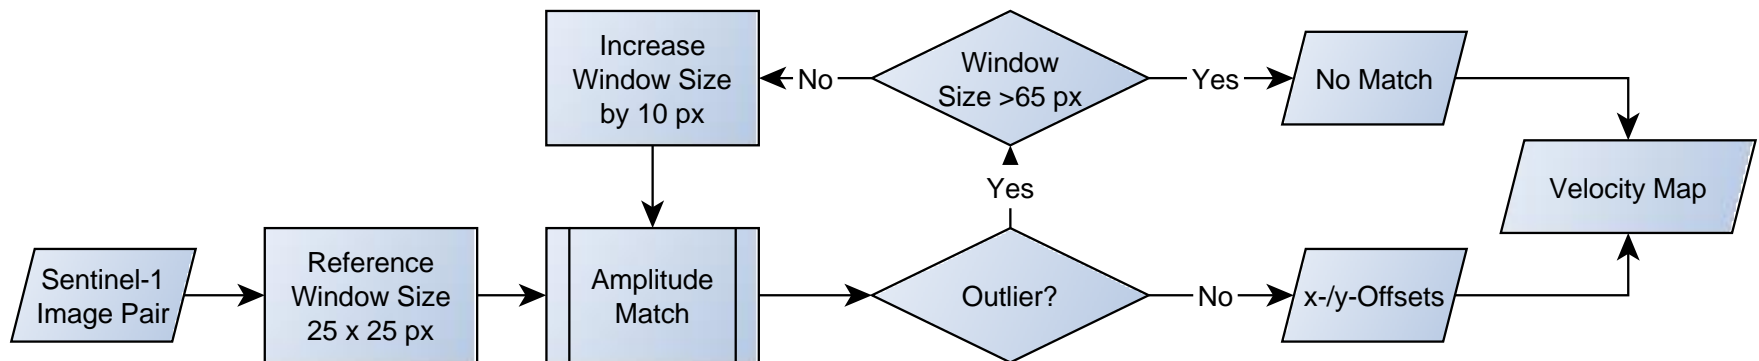 Increase
Window Size
by 10 px
No
Window
Size >65 px
Yes
No Match
Yes
Velocity Map
Sentinel-1
Image Pair
Reference
Window Size
25 x 25 px
Amplitude
Match
Outlier?
No
x-/y-Offsets